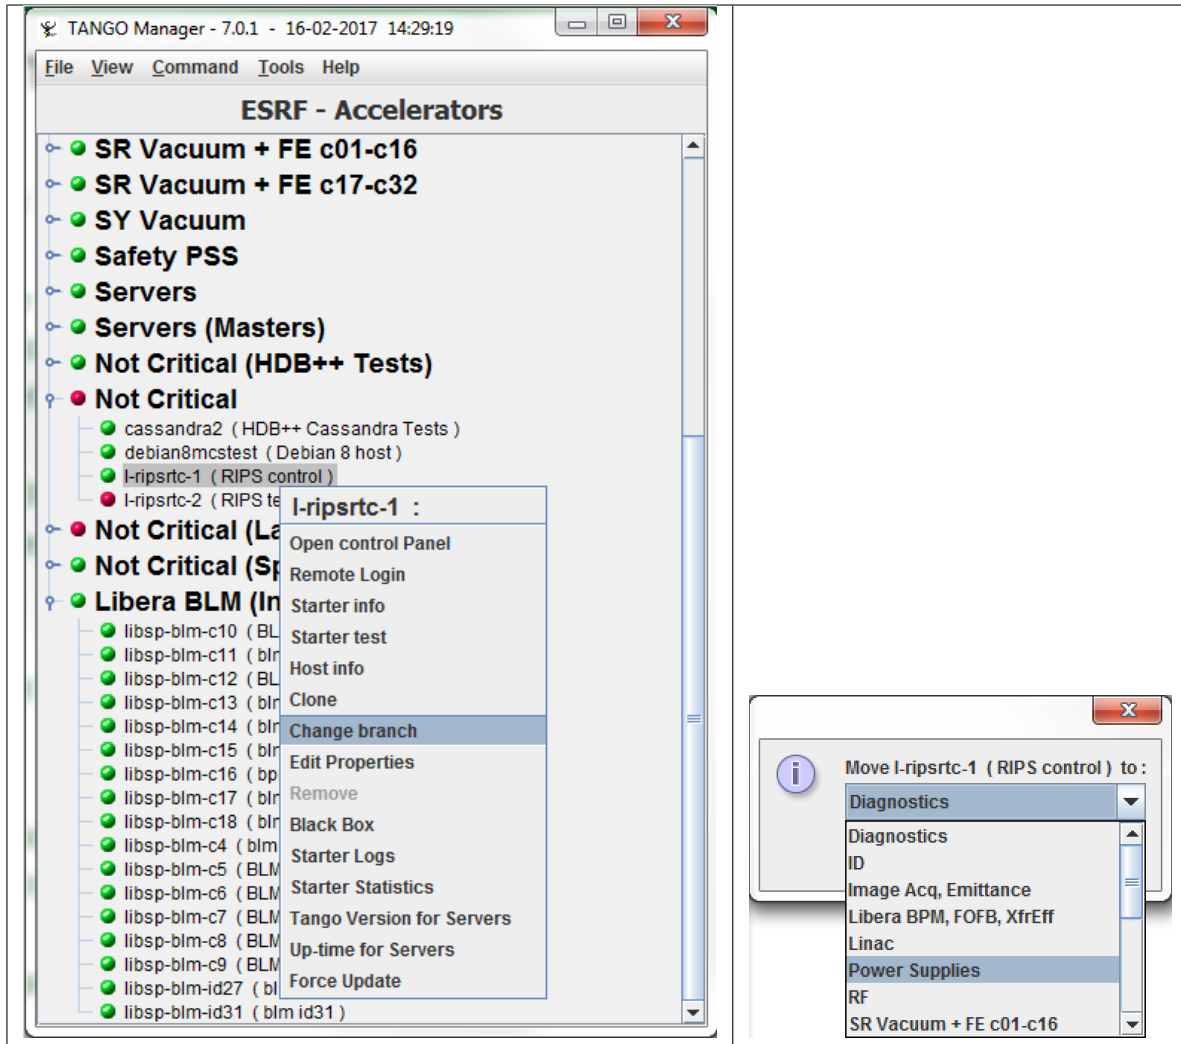 TANGO Manager - 7.0.1 - 16-02-2017 14:29:19
File View Command Tools Help
ESRF - Accelerators
SR Vacuum + FE c01-c16
SR Vacuum + FE c17-c32
SY Vacuum
Safety PSS
Servers
Servers (Masters)
Not Critical (HDB++ Tests)
Not Critical
cassandra2 ( HDB++ Cassandra Tests )
debian8mcstest ( Debian 8 host )
l-ripsrtc-1 ( RIPS control )
l-ripsrtc-2 ( RIPS te
Not Critical (La
Not Critical (Sp
Libera BLM (In
libsp-blm-c10 ( BL
libsp-blm-c11 ( blm
libsp-blm-c12 ( BL
libsp-blm-c13 ( blm
libsp-blm-c14 ( blm
libsp-blm-c15 ( blm
libsp-blm-c16 ( bp
libsp-blm-c17 ( blm
libsp-blm-c18 ( blm
libsp-blm-c4 ( blm
libsp-blm-c5 ( BLM
libsp-blm-c6 ( BLM
libsp-blm-c7 ( BLM
libsp-blm-c8 ( BLM
libsp-blm-c9 ( BLM
libsp-blm-id27 ( bl
libsp-blm-id31 ( blm id31 )
l-ripsrtc-1 :
Open control Panel
Remote Login
Starter info
Starter test
Host info
Clone
Change branch
Edit Properties
Remove
Black Box
Starter Logs
Starter Statistics
Tango Version for Servers
Up-time for Servers
Force Update
Move l-ripsrtc-1 ( RIPS control ) to :
Diagnostics
Diagnostics
ID
Image Acq, Emittance
Libera BPM, FOFB, XfrEff
Linac
Power Supplies
RF
SR Vacuum + FE c01-c16